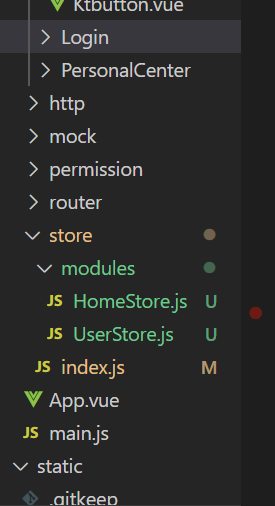 Ktbutton.vue
Login
PersonalCenter
http
mock
permission
router
store
modules
JS HomeStore.js U
JS UserStore.js U
JS index.js M
App.vue
JS main.js
static
.gitkeep